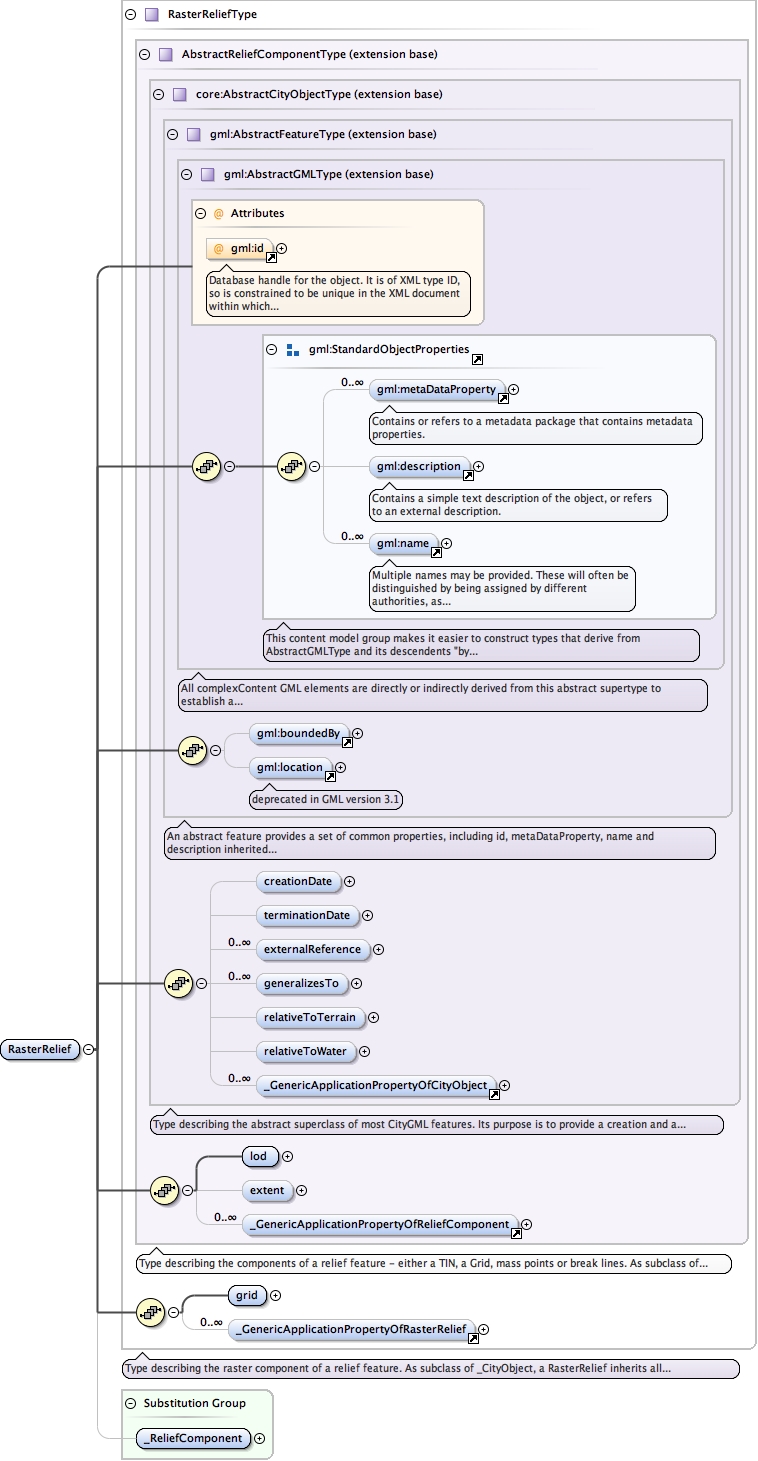 RasterReliefType
AbstractReliefComponentType (extension base)
core:AbstractCityObjectType (extension base)
gml:AbstractFeatureType (extension base)
gml:AbstractGMLType (extension base)
@ Attributes
@ gml:id
Database handle for the object. It is of XML type ID,
so is constrained to be unique in the XML document
within which...
gml:StandardObjectProperties
0..∞
gml:metaDataProperty
Contains or refers to a metadata package that contains metadata
properties.
gml:description
Contains a simple text description of the object, or refers
to an external description.
0..∞
gml:name
Multiple names may be provided. These will often be
distinguished by being assigned by different
authorities, as...
This content model group makes it easier to construct types that derive from
AbstractGMLType and its descendents "by...
All complexContent GML elements are directly or indirectly derived from this abstract supertype to
establish a...
gml:boundedBy
gml:location
deprecated in GML version 3.1
An abstract feature provides a set of common properties, including id, metaDataProperty, name and
description inherited...
creationDate
terminationDate
0..∞
externalReference
0..∞
generalizesTo
relativeToTerrain
relativeToWater
0..∞
_GenericApplicationPropertyOfCityObject
RasterRelief
Type describing the abstract superclass of most CityGML features. Its purpose is to provide a creation and a...
lod
extent
0..∞
_GenericApplicationPropertyOfReliefComponent
Type describing the components of a relief feature – either a TIN, a Grid, mass points or break lines. As subclass of...
grid
0..∞
_GenericApplicationPropertyOfRasterRelief
Type describing the raster component of a relief feature. As subclass of _CityObject, a RasterRelief inherits all...
Substitution Group
_ReliefComponent